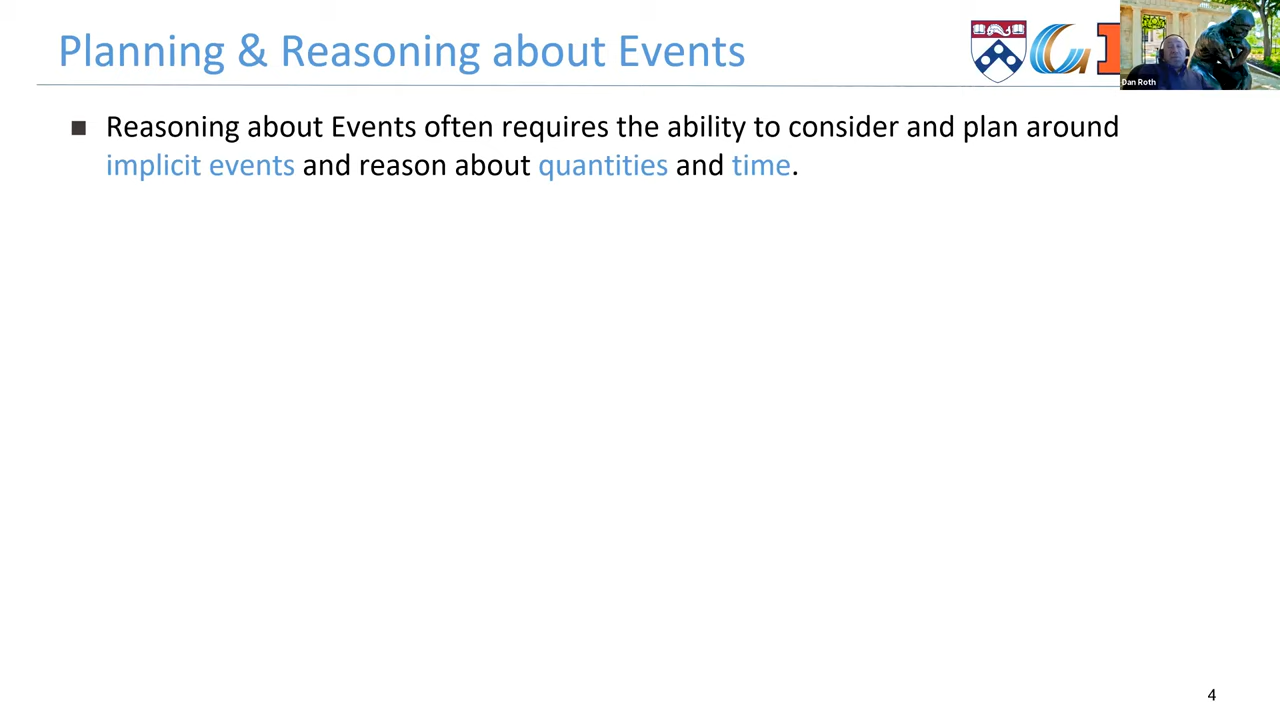 Planning & Reasoning about Events
Dan Roth
■ Reasoning about Events often requires the ability to consider and plan around
implicit events and reason about quantities and time.
4